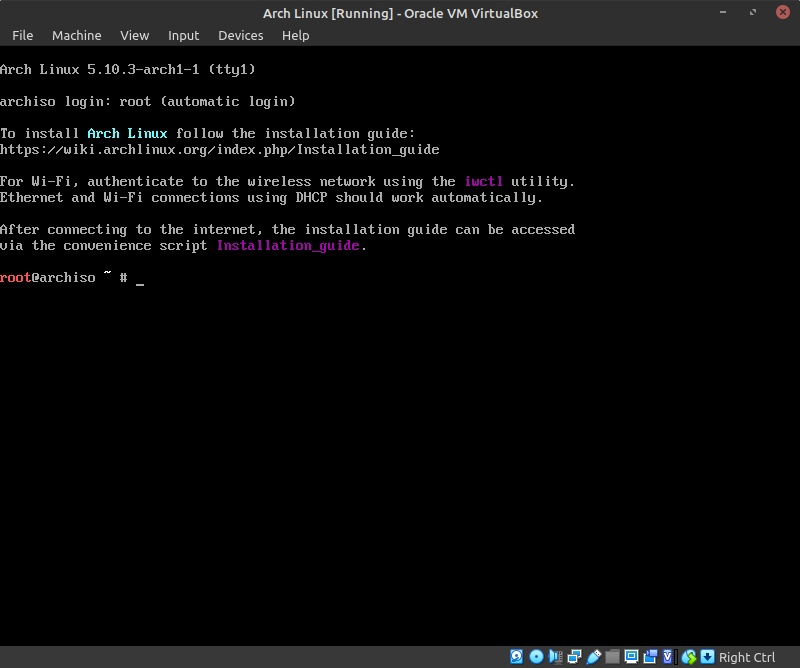 Arch Linux [Running] - Oracle VM VirtualBox
File Machine View Input Devices Help
Arch Linux 5.10.3-arch1-1 (tty1)
archiso login: root (automatic login)
To install Arch Linux follow the installation guide:
https://wiki.archlinux.org/index.php/Installation_guide
For Wi-Fi, authenticate to the wireless network using the iwctl utility.
Ethernet and Wi-Fi connections using DHCP should work automatically.
After connecting to the internet, the installation guide can be accessed
via the convenience script Installation_guide.
root@archiso ~ # _
Right Ctrl